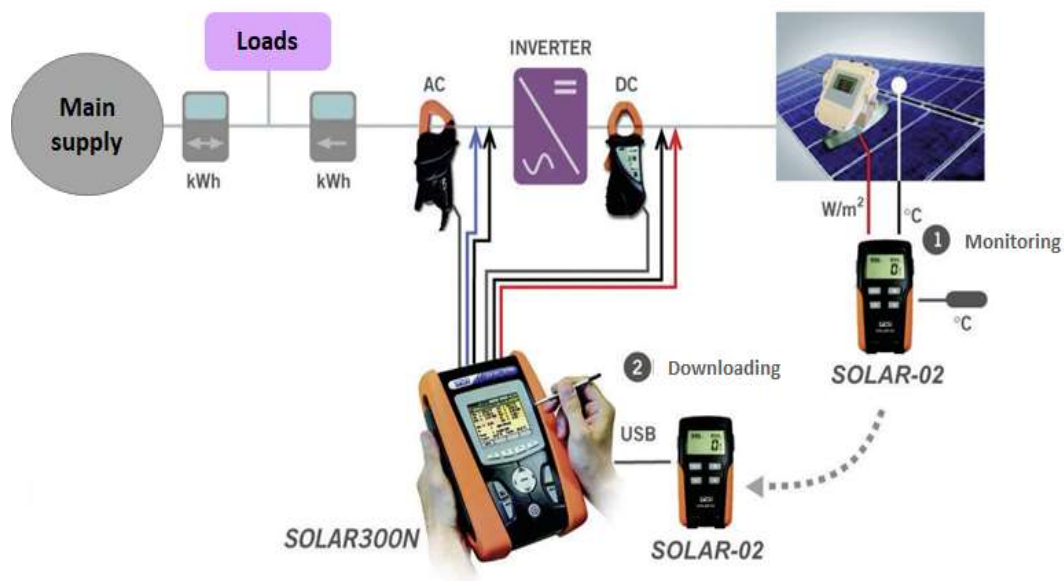 Loads
Main
supply
kWh
kWh
AC
INVERTER
DC
W/m²
°C
1 Monitoring
°C
SOLAR-02
2 Downloading
USB
SOLAR300N
SOLAR-02